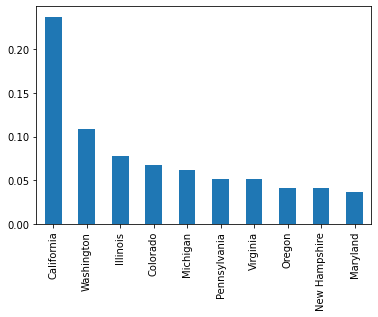 0.20
0.15
0.10
0.05
0.00
California
Washington
Illinois
Colorado
Michigan
Pennsylvania
Virginia
Oregon
New Hampshire
Maryland